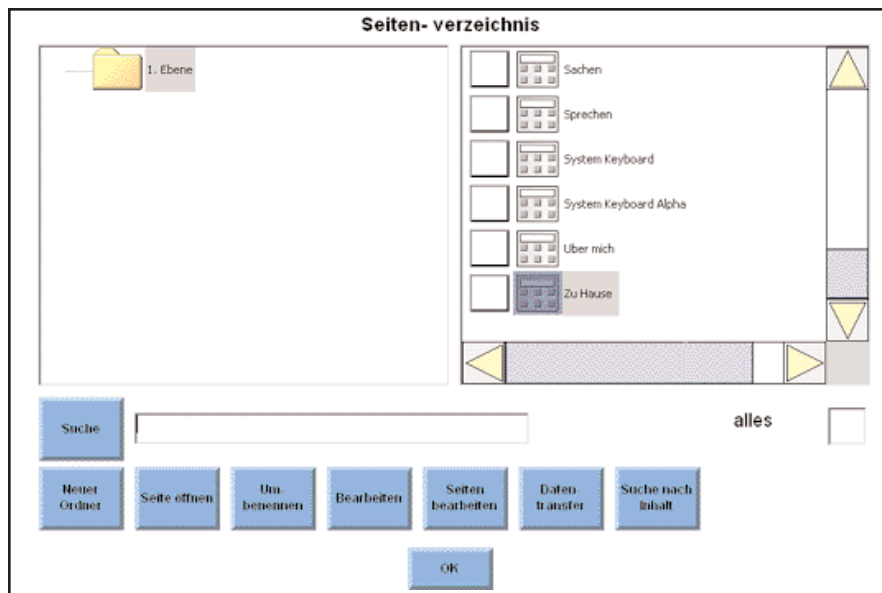 Seiten- verzeichnis
1. Ebene
Sachen
Sprechen
System Keyboard
System Keyboard Alpha
Uber mich
Zu Hause
Suche
alles
Neuer
Ordner
Seite öffnen
Um-
benennen
Bearbeiten
Seiten
bearbeiten
Daten-
transfer
Suche nach
Inhalt
OK